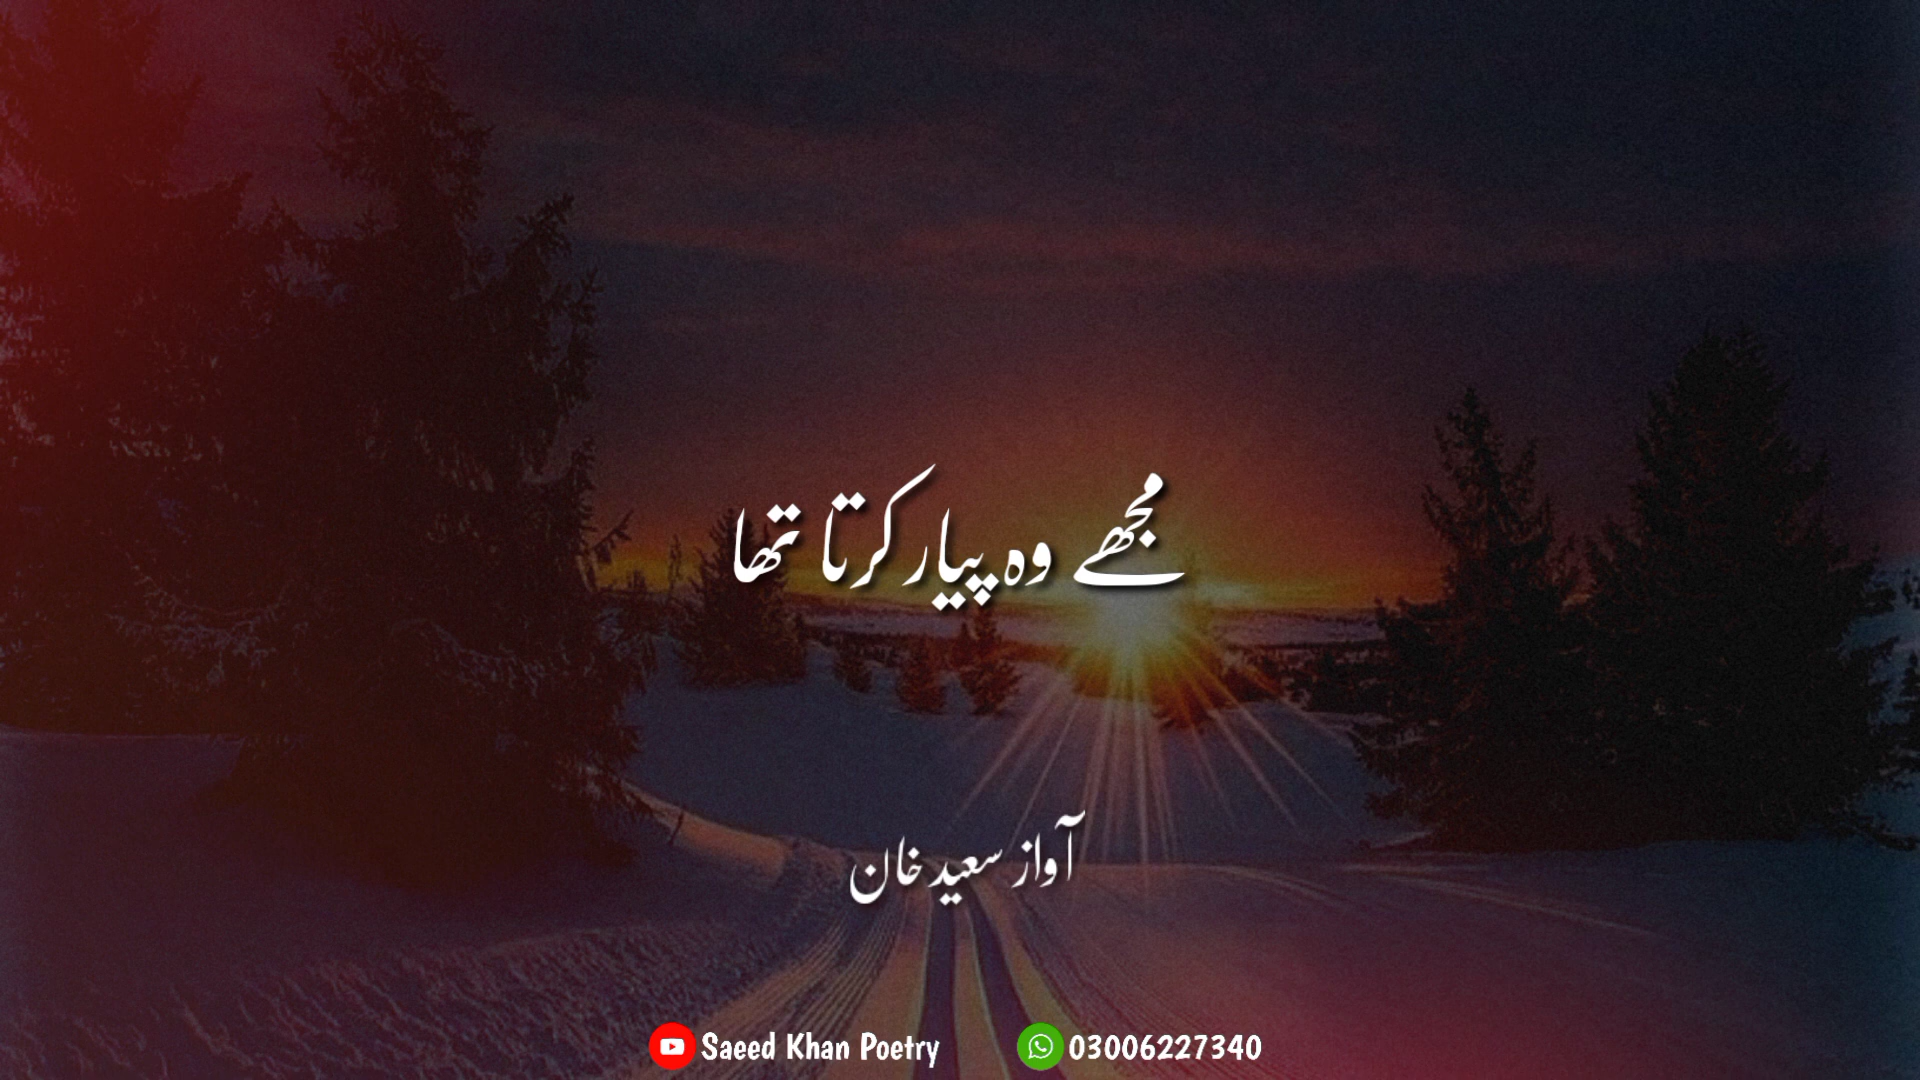 مجھے وہ پیار کرتا تھا
آواز سعید خان
Saeed Khan Poetry 03006227340